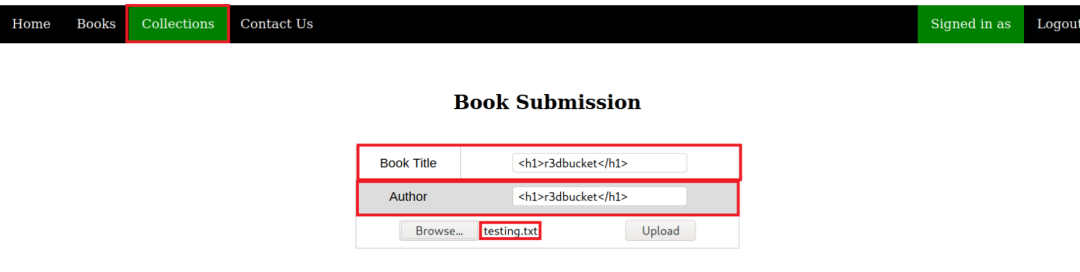 Home Books Collections Contact Us Signed in as Logout
Book Submission
Book Title <h1>r3dbucket</h1>
Author <h1>r3dbucket</h1>
Browse... testing.txt Upload